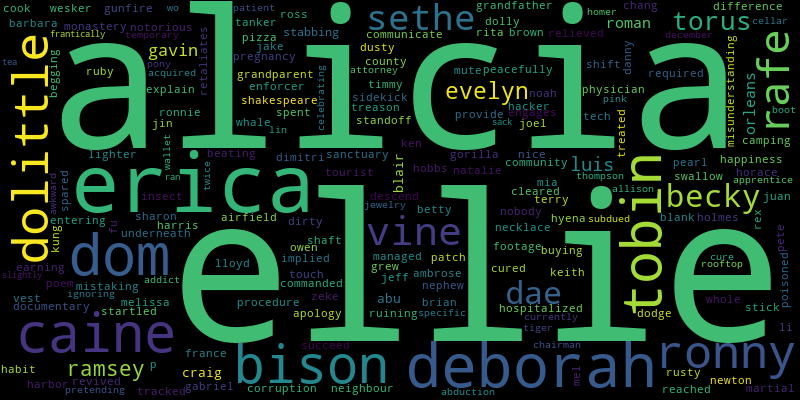 cook wesker gunfire wo patient grandfather chang difference
barbara monastery notorious tanker ross sethe dolly roman torus cellar
frantically temporary stabbing communicate rita brown relieved homer december
alicia
dolittle begging gavin pizza jake dusty mute peacefully shift danny attorney rafe
tea pony pregnancy county required
ruby acquired retaliates grandparent timmy evelyn noah physician misunderstanding orleans
explain enforcer shakespeare sidekick hacker pink boot
ronnie spent treason provide engages tech
jin whale lin celebrating standoff sack joel treated camping
lighter wallet beating ken gorilla nice luis pearl happiness
erica dimitri sanctuary blair hobbs natalie community thompson swallow horace
insect ran twice tourist descend mia allison apprentice
awkward spared jewelry cleared terry tobin becky juan
sharon fu dirty betty nobody hyena subdued blank holmes rex
entering harris airfield necklace
kung underneath shaft vine footage buying pete
dom owen implied managed patch cure rooftop
earning lloyd touch grew cured keith poisoned
slightly poem mistaking addict commanded jeff ambrose ellie
ignoring zeke abu nephew dae whole
vest melissa procedure brian hospitalized stick
documentary startled apology ruining specific currently dodge li
caine tiger
france succeed chairman ronny
habit ramsey p craig bison deborah rusty
harbor revived gabriel mel newton
pretending tracked corruption neighbour abduction reached martial